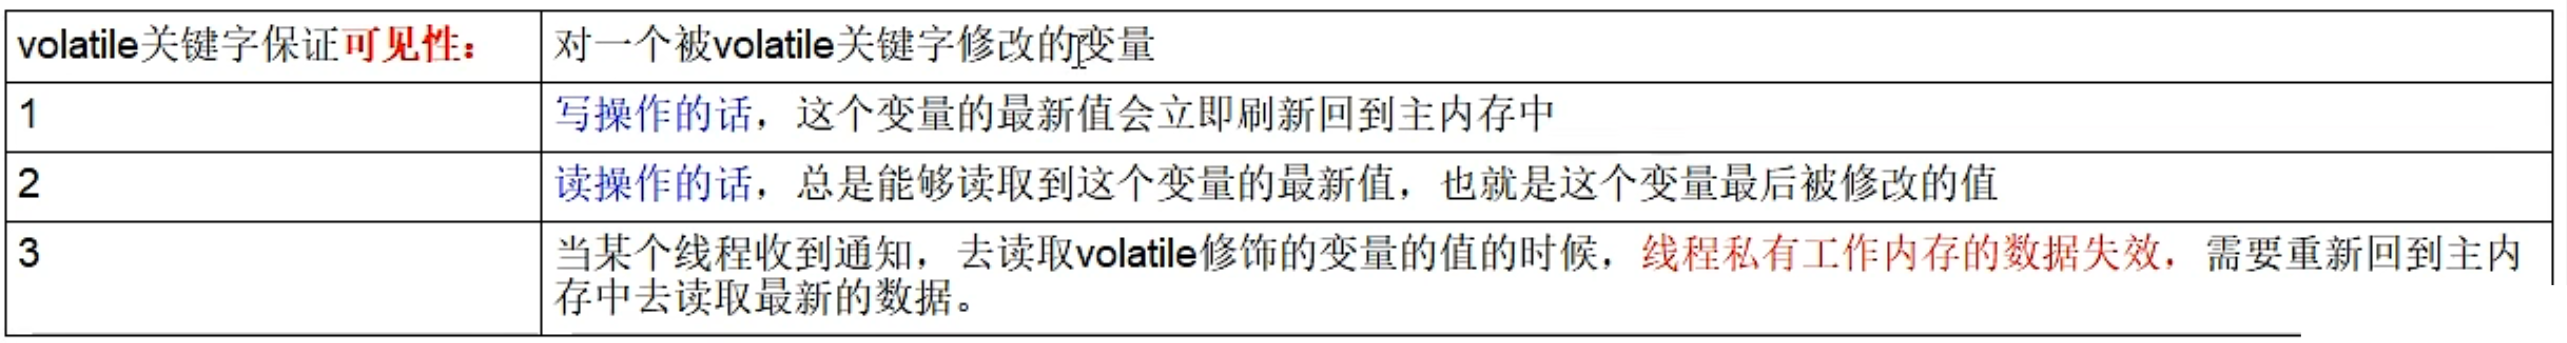 volatile关键字保证可见性：
对一个被volatile关键字修改的变量
1
写操作的话，这个变量的最新值会立即刷新回到主内存中
2
读操作的话，总是能够读取到这个变量的最新值，也就是这个变量最后被修改的值
3
当某个线程收到通知，去读取volatile修饰的变量的值的时候，线程私有工作内存的数据失效，需要重新回到主内
存中去读取最新的数据。